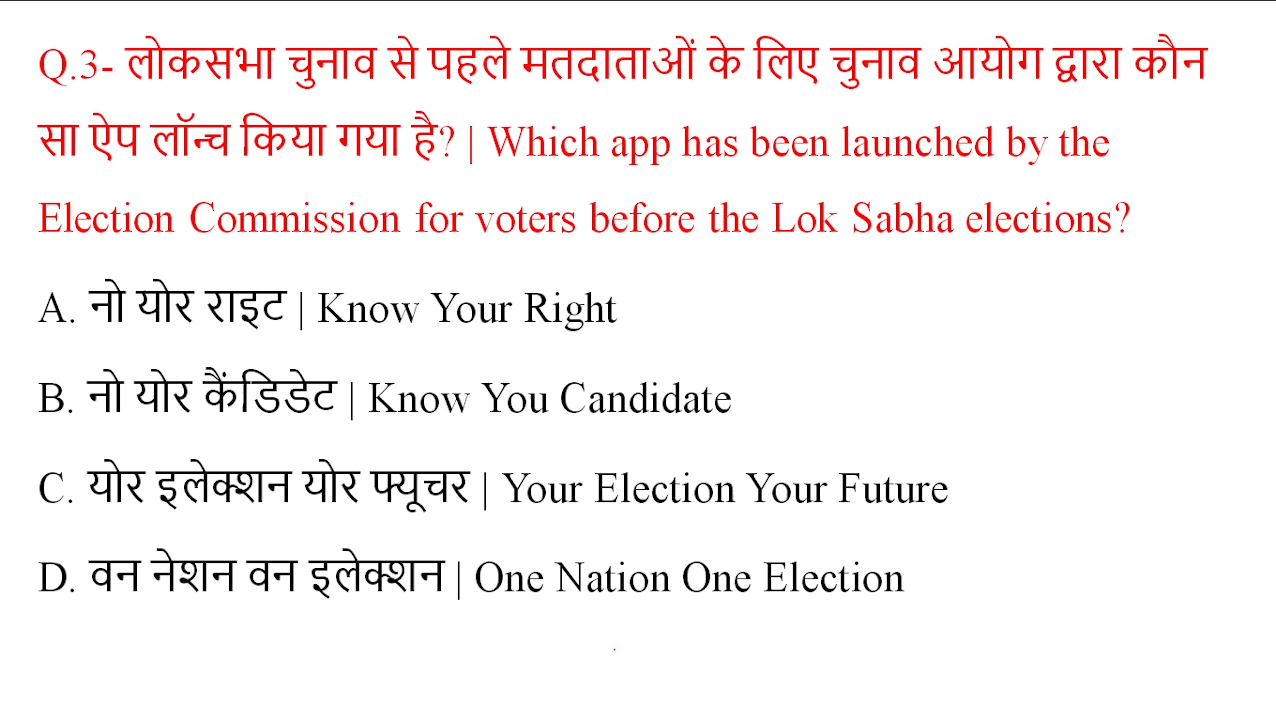 Q.3- लोकसभा चुनाव से पहले मतदाताओं के लिए चुनाव आयोग द्वारा कौन
सा ऐप लॉन्च किया गया है? | Which app has been launched by the
Election Commission for voters before the Lok Sabha elections?
A. नो योर राइट | Know Your Right
B. नो योर कैंडिडेट | Know You Candidate
C. योर इलेक्शन योर फ्यूचर | Your Election Your Future
D. वन नेशन वन इलेक्शन | One Nation One Election